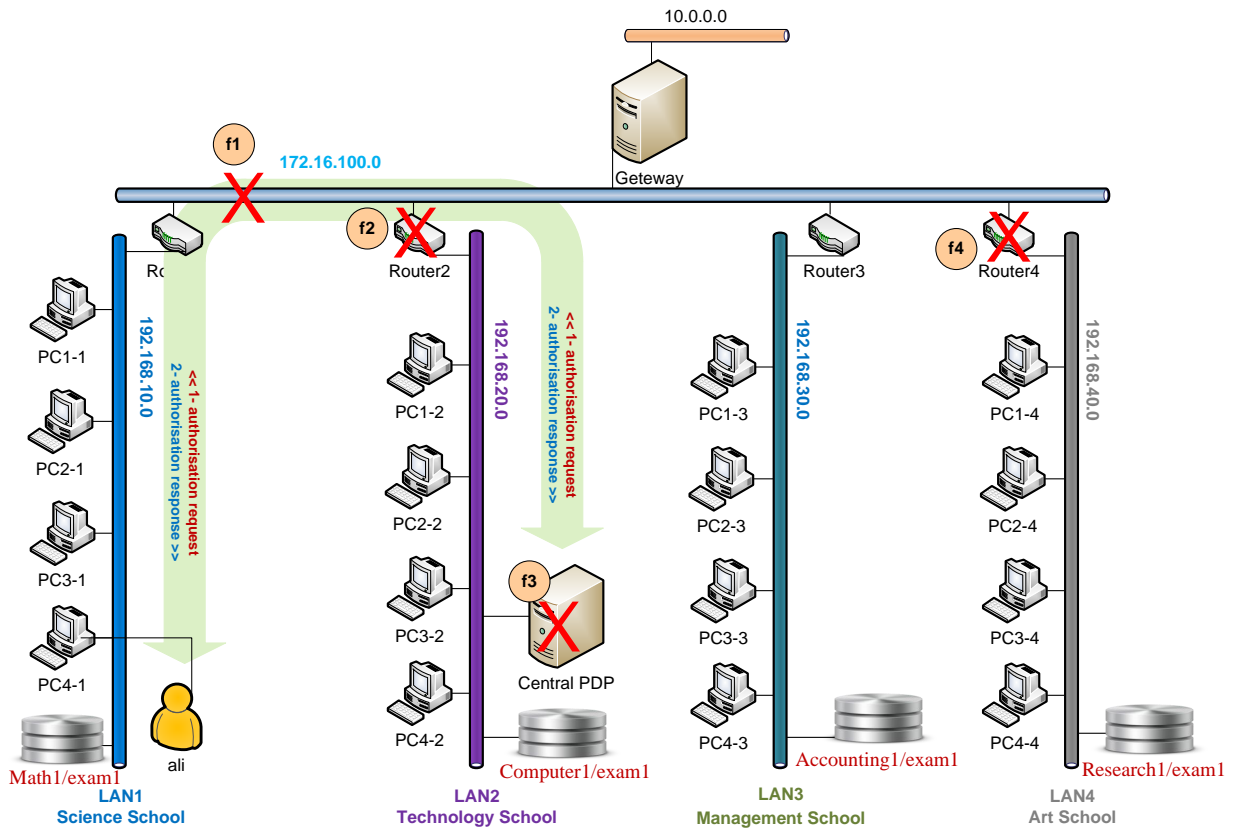 10.0.0.0
f1
172.16.100.0
Geteway
f2
f4
Router2
Router3
Router4
PC1-1
PC2-1
PC3-1
PC4-1
192.168.10.0
<< 1- authorisation request
2- authorisation response >>
ali
Math1/exam1
LAN1
Science School
PC1-2
PC2-2
PC3-2
PC4-2
192.168.20.0
<< 1- authorisation request
2- authorisation response >>
f3
Central PDP
Computer1/exam1
LAN2
Technology School
PC1-3
PC2-3
PC3-3
PC4-3
192.168.30.0
Accounting1/exam1
LAN3
Management School
PC1-4
PC2-4
PC3-4
PC4-4
192.168.40.0
Research1/exam1
LAN4
Art School